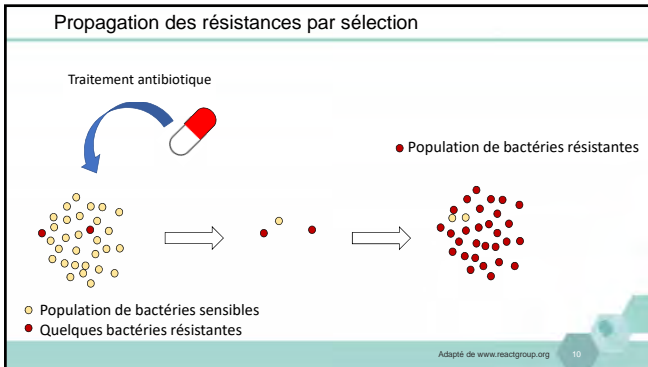 Propagation des résistances par sélection
Traitement antibiotique
Population de bactéries résistantes
Population de bactéries sensibles
Quelques bactéries résistantes
Adapté de www.reactgroup.org
10